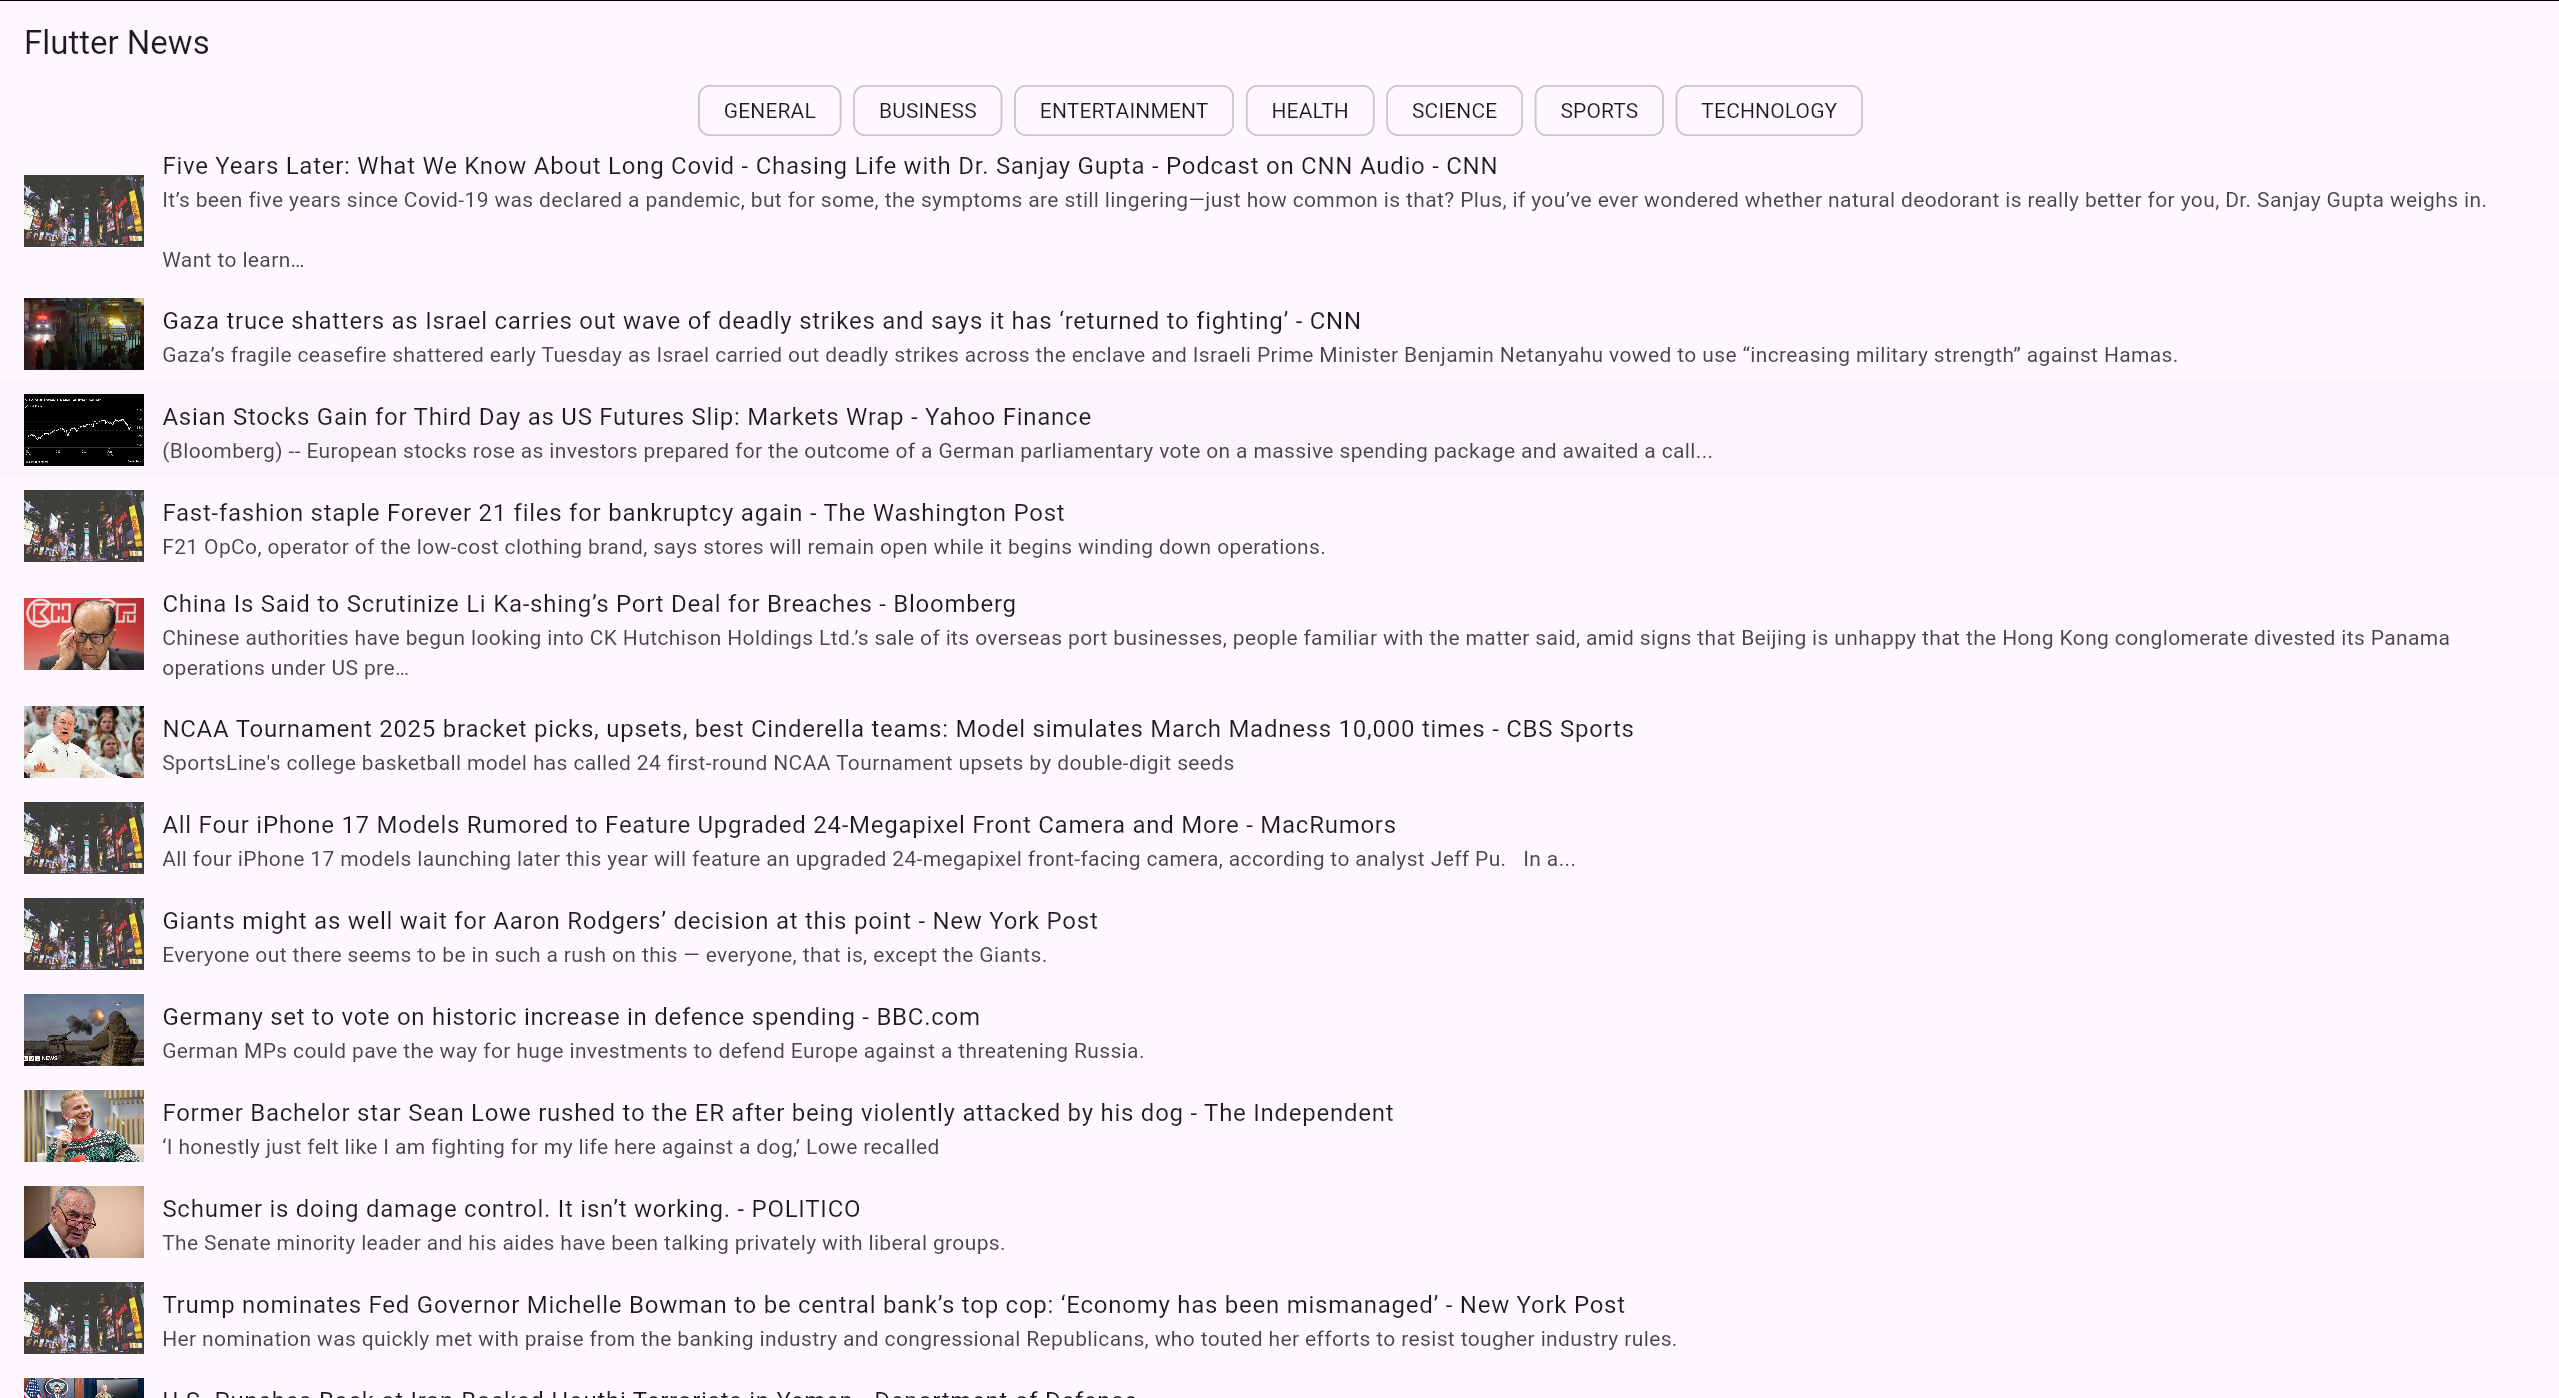 Flutter News
GENERAL
BUSINESS
ENTERTAINMENT
HEALTH
SCIENCE
SPORTS
TECHNOLOGY
Five Years Later: What We Know About Long Covid - Chasing Life with Dr. Sanjay Gupta - Podcast on CNN Audio - CNN
It’s been five years since Covid-19 was declared a pandemic, but for some, the symptoms are still lingering—just how common is that? Plus, if you’ve ever wondered whether natural deodorant is really better for you, Dr. Sanjay Gupta weighs in.
Want to learn…
Gaza truce shatters as Israel carries out wave of deadly strikes and says it has ‘returned to fighting’ - CNN
Gaza’s fragile ceasefire shattered early Tuesday as Israel carried out deadly strikes across the enclave and Israeli Prime Minister Benjamin Netanyahu vowed to use “increasing military strength” against Hamas.
Asian Stocks Gain for Third Day as US Futures Slip: Markets Wrap - Yahoo Finance
(Bloomberg) -- European stocks rose as investors prepared for the outcome of a German parliamentary vote on a massive spending package and awaited a call...
Fast-fashion staple Forever 21 files for bankruptcy again - The Washington Post
F21 OpCo, operator of the low-cost clothing brand, says stores will remain open while it begins winding down operations.
China Is Said to Scrutinize Li Ka-shing’s Port Deal for Breaches - Bloomberg
Chinese authorities have begun looking into CK Hutchison Holdings Ltd.’s sale of its overseas port businesses, people familiar with the matter said, amid signs that Beijing is unhappy that the Hong Kong conglomerate divested its Panama
operations under US pre…
NCAA Tournament 2025 bracket picks, upsets, best Cinderella teams: Model simulates March Madness 10,000 times - CBS Sports
SportsLine's college basketball model has called 24 first-round NCAA Tournament upsets by double-digit seeds
All Four iPhone 17 Models Rumored to Feature Upgraded 24-Megapixel Front Camera and More - MacRumors
All four iPhone 17 models launching later this year will feature an upgraded 24-megapixel front-facing camera, according to analyst Jeff Pu.   In a...
Giants might as well wait for Aaron Rodgers’ decision at this point - New York Post
Everyone out there seems to be in such a rush on this — everyone, that is, except the Giants.
Germany set to vote on historic increase in defence spending - BBC.com
German MPs could pave the way for huge investments to defend Europe against a threatening Russia.
Former Bachelor star Sean Lowe rushed to the ER after being violently attacked by his dog - The Independent
‘I honestly just felt like I am fighting for my life here against a dog,’ Lowe recalled
Schumer is doing damage control. It isn’t working. - POLITICO
The Senate minority leader and his aides have been talking privately with liberal groups.
Trump nominates Fed Governor Michelle Bowman to be central bank’s top cop: ‘Economy has been mismanaged’ - New York Post
Her nomination was quickly met with praise from the banking industry and congressional Republicans, who touted her efforts to resist tougher industry rules.
U.S. Punches Back at Iran-Backed Houthi Terrorists in Yemen - Department of Defense